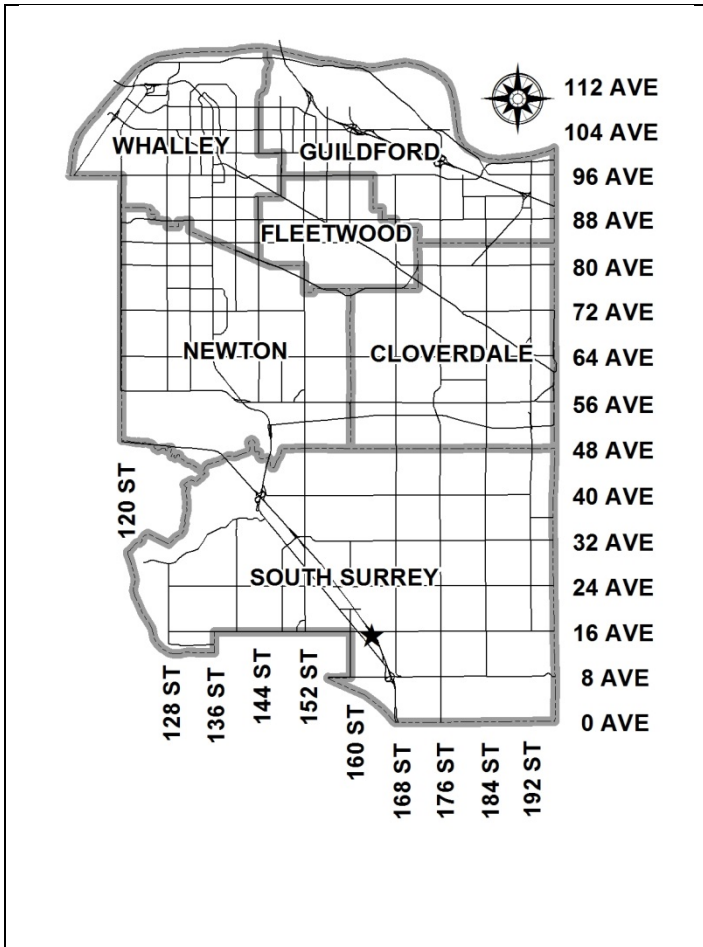 112 AVE
104 AVE
WHALLEY
GUILDFORD
96 AVE
88 AVE
FLEETWOOD
80 AVE
72 AVE
NEWTON
CLOVERDALE
64 AVE
56 AVE
48 AVE
120 ST
40 AVE
32 AVE
SOUTH SURREY
24 AVE
16 AVE
128 ST
136 ST
144 ST
152 ST
160 ST
8 AVE
0 AVE
168 ST
176 ST
184 ST
192 ST